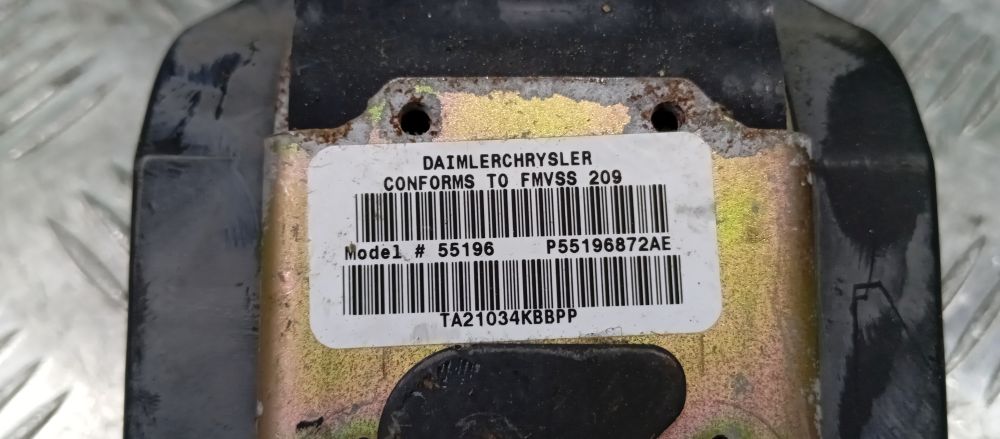 DAIMLERCHRYSLER
CONFORMS TO FMVSS 209
Model # 55196 P55196872AE
TA21034KBBPP